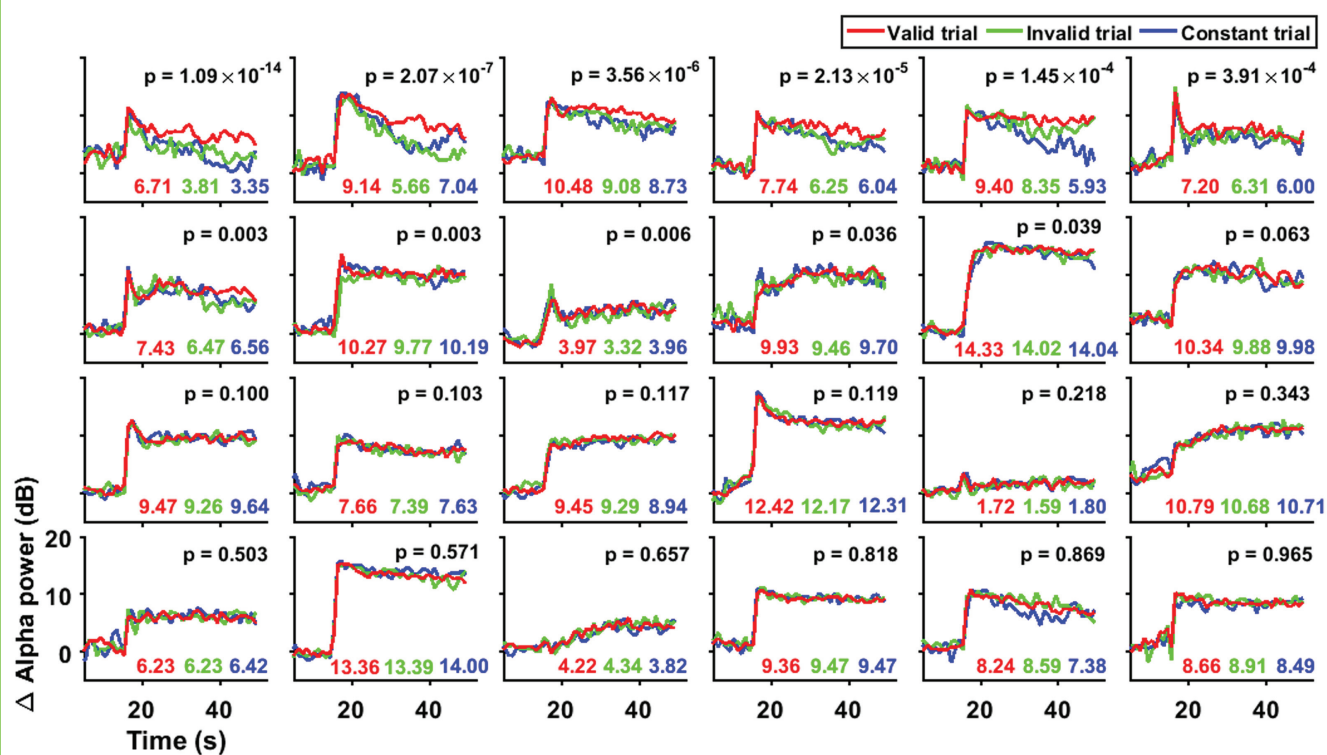 Valid trial Invalid trial Constant trial
p = 1.09×10⁻¹⁴ p = 2.07×10⁻⁷ p = 3.56×10⁻⁶ p = 2.13×10⁻⁵ p = 1.45×10⁻⁴ p = 3.91×10⁻⁴
6.71 3.81 3.35 9.14 5.66 7.04 10.48 9.08 8.73 7.74 6.25 6.04 9.40 8.35 5.93 7.20 6.31 6.00
p = 0.003 p = 0.003 p = 0.006 p = 0.036 p = 0.039 p = 0.063
7.43 6.47 6.56 10.27 9.77 10.19 3.97 3.32 3.96 9.93 9.46 9.70 14.33 14.02 14.04 10.34 9.88 9.98
p = 0.100 p = 0.103 p = 0.117 p = 0.119 p = 0.218 p = 0.343
9.47 9.26 9.64 7.66 7.39 7.63 9.45 9.29 8.94 12.42 12.17 12.31 1.72 1.59 1.80 10.79 10.68 10.71
Δ Alpha power (dB)
20
10
0
p = 0.503 p = 0.571 p = 0.657 p = 0.818 p = 0.869 p = 0.965
6.23 6.23 6.42 13.36 13.39 14.00 4.22 4.34 3.82 9.36 9.47 9.47 8.24 8.59 7.38 8.66 8.91 8.49
20 40 20 40 20 40 20 40 20 40 20 40
Time (s)